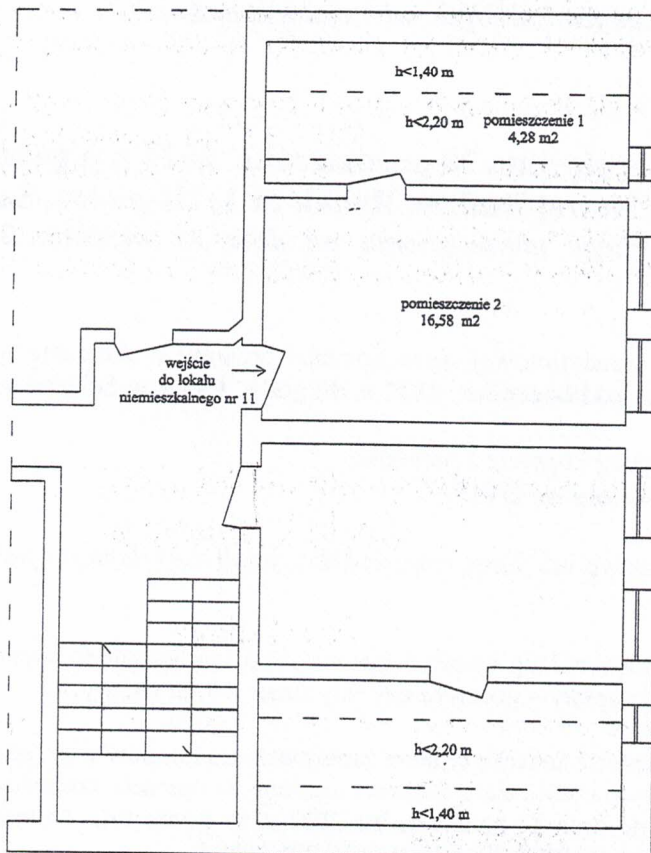 h<1,40 m
h<2,20 m
pomieszczenie 1
4,28 m2
pomieszczenie 2
16,58 m2
wejście
do lokalu
niemieszkalnego nr 11
h<2,20 m
h<1,40 m